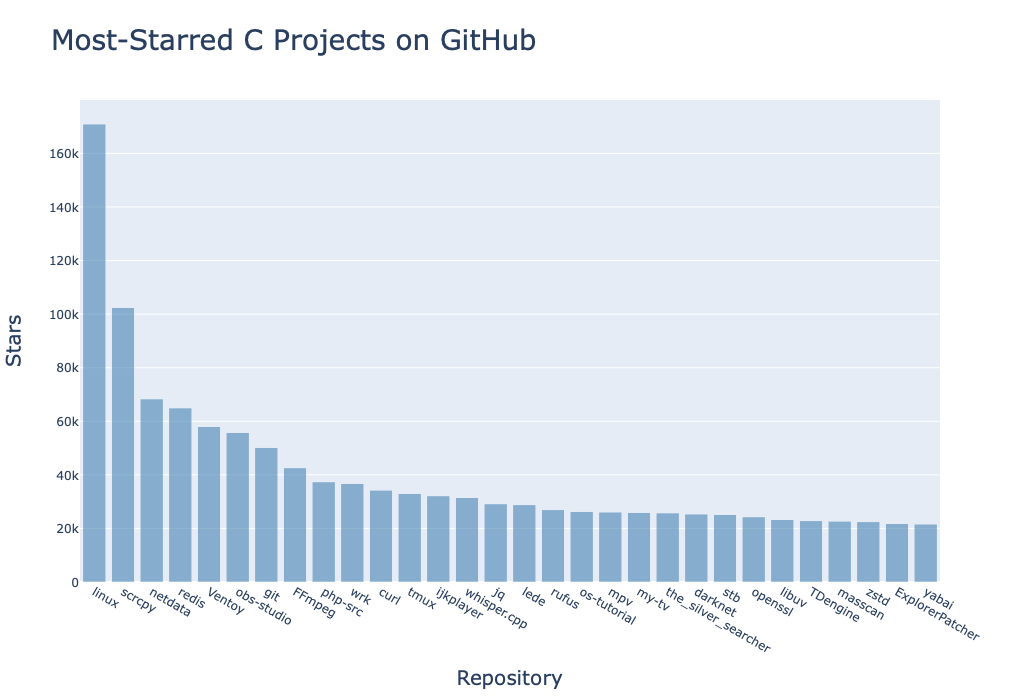 Most-Starred C Projects on GitHub
Stars
160k
140k
120k
100k
80k
60k
40k
20k
0
linux
scrcpy
netdata
redis
Ventoy
obs-studio
git
FFmpeg
php-src
wrk
curl
tmux
ijkplayer
whisper.cpp
jq
lede
rufus
os-tutorial
mpv
my-tv
the_silver_searcher
darknet
stb
openssl
libuv
TDengine
masscan
zstd
ExplorerPatcher
yabai
Repository